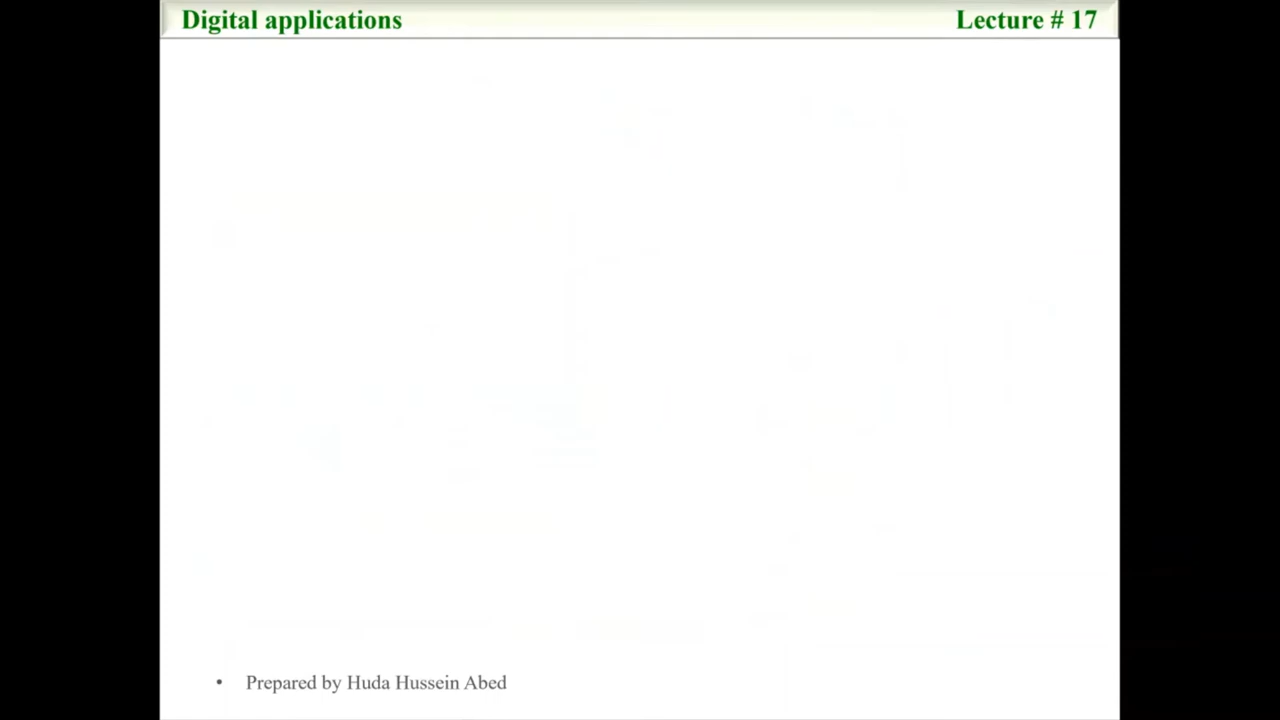 Digital applications
Lecture # 17
• Prepared by Huda Hussein Abed